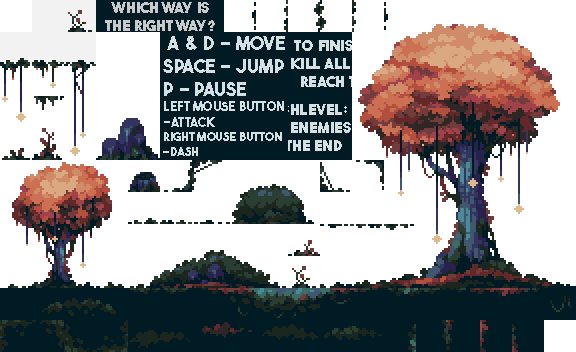 WHICH WAY IS
THE RIGHT WAY?
A & D - MOVE
SPACE - JUMP
P - PAUSE
LEFT MOUSE BUTTON
-ATTACK
RIGHT MOUSE BUTTON
-DASH
TO FINIS
KILL ALL
REACH T
HLEVEL:
ENEMIES
THE END